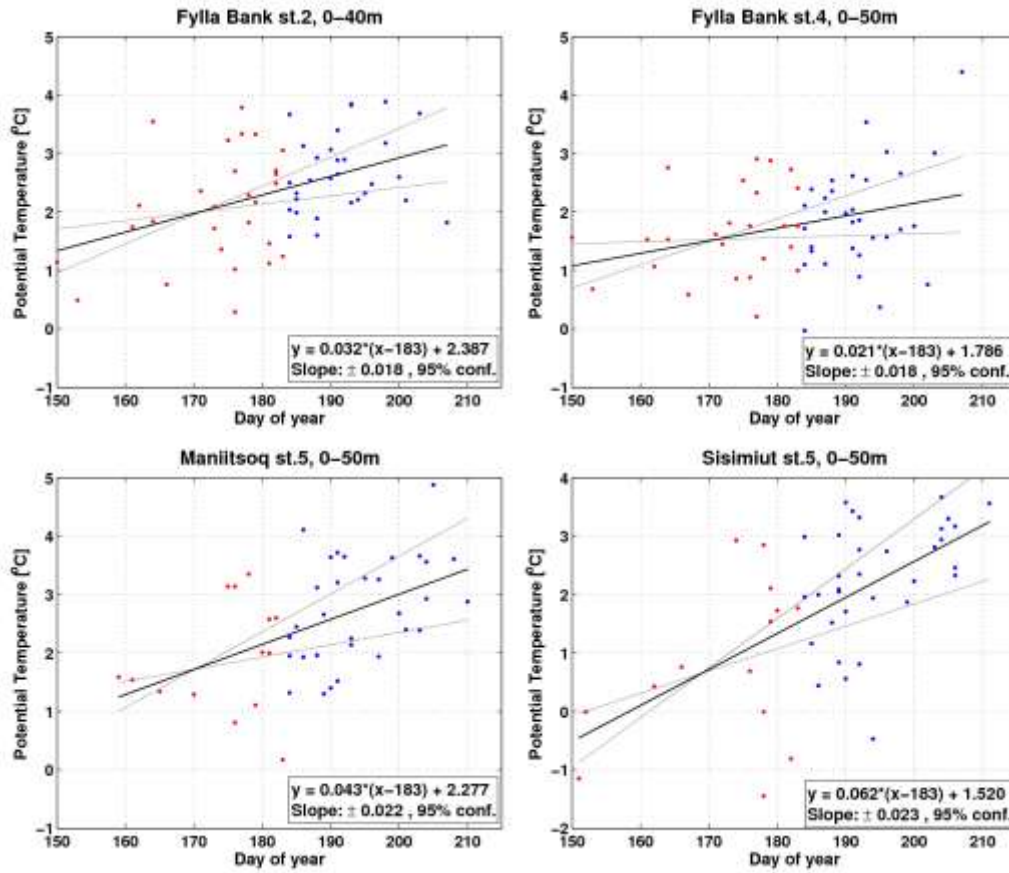 Fylla Bank st.2, 0−40m
Potential Temperature [°C]
5
4
3
2
1
0
−1
150 160 170 180 190 200 210
Day of year
y = 0.032*(x−183) + 2.387
Slope: ± 0.018 , 95% conf.
Fylla Bank st.4, 0−50m
Potential Temperature [°C]
5
4
3
2
1
0
−1
150 160 170 180 190 200 210
Day of year
y = 0.021*(x−183) + 1.786
Slope: ± 0.018 , 95% conf.
Maniitsoq st.5, 0−50m
Potential Temperature [°C]
5
4
3
2
1
0
−1
150 160 170 180 190 200 210
Day of year
y = 0.043*(x−183) + 2.277
Slope: ± 0.022 , 95% conf.
Sisimiut st.5, 0−50m
Potential Temperature [°C]
4
3
2
1
0
−1
−2
150 160 170 180 190 200 210
Day of year
y = 0.062*(x−183) + 1.520
Slope: ± 0.023 , 95% conf.